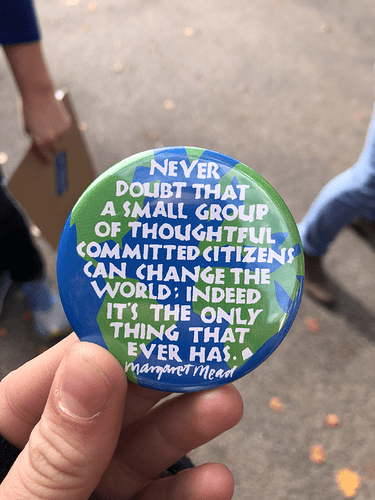 NEVER
DOUBT THAT
A SMALL GROUP
OF THOUGHTFUL
COMMITTED CITIZENS
CAN CHANGE THE
WORLD; INDEED
IT'S THE ONLY
THING THAT
EVER HAS.
Margaret Mead